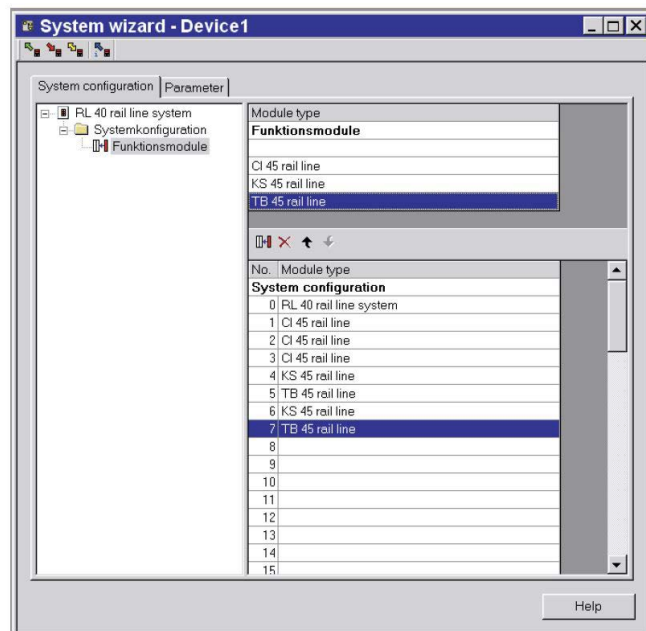 System wizard - Device1
System configuration
Parameter
RL 40 rail line system
Systemkonfiguration
Funktionsmodule
Module type
Funktionsmodule
CI 45 rail line
KS 45 rail line
TB 45 rail line
No. Module type
System configuration
0 RL 40 rail line system
1 CI 45 rail line
2 CI 45 rail line
3 CI 45 rail line
4 KS 45 rail line
5 TB 45 rail line
6 KS 45 rail line
7 TB 45 rail line
8
9
10
11
12
13
14
15
Help